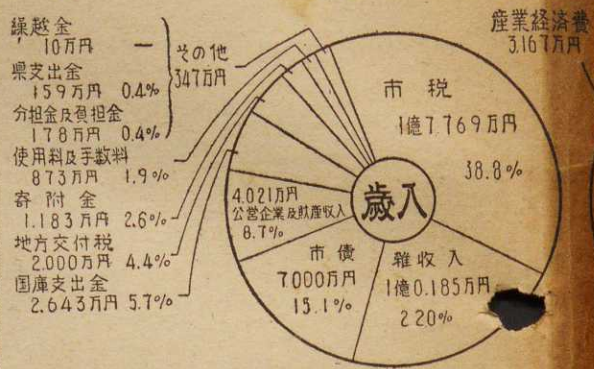 繰越金
10万円 ー
県支出金
159万円 0.4%
分担金及負担金
178万円 0.4%
その他
347万円
使用料及手数料
873万円 1.9%
寄附金
1.183万円 2.6%
地方交付税
2.000万円 4.4%
国庫支出金
2.643万円 5.7%
4.021万円
公営企業及財産収入
8.7%
市債
7000万円
15.1%
雑収入
1億0.185万円
220%
市税
1億7.769万円
38.8%
歳入
産業経済費
3.167万円